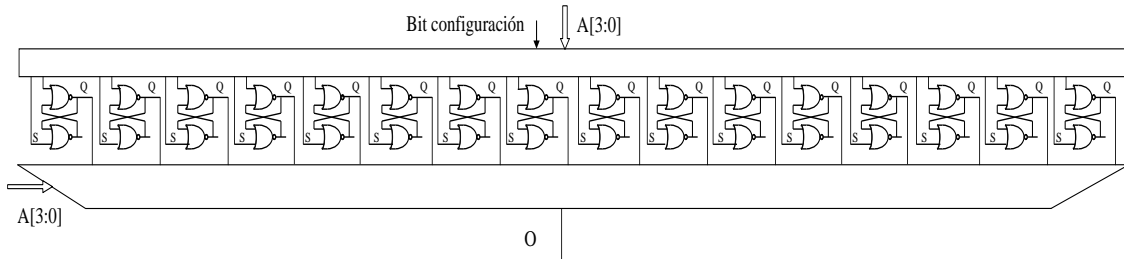 Bit configuración
A[3:0]
Q Q Q Q Q Q Q Q Q Q Q Q Q Q Q Q
S S S S S S S S S S S S S S S S
A[3:0]
O